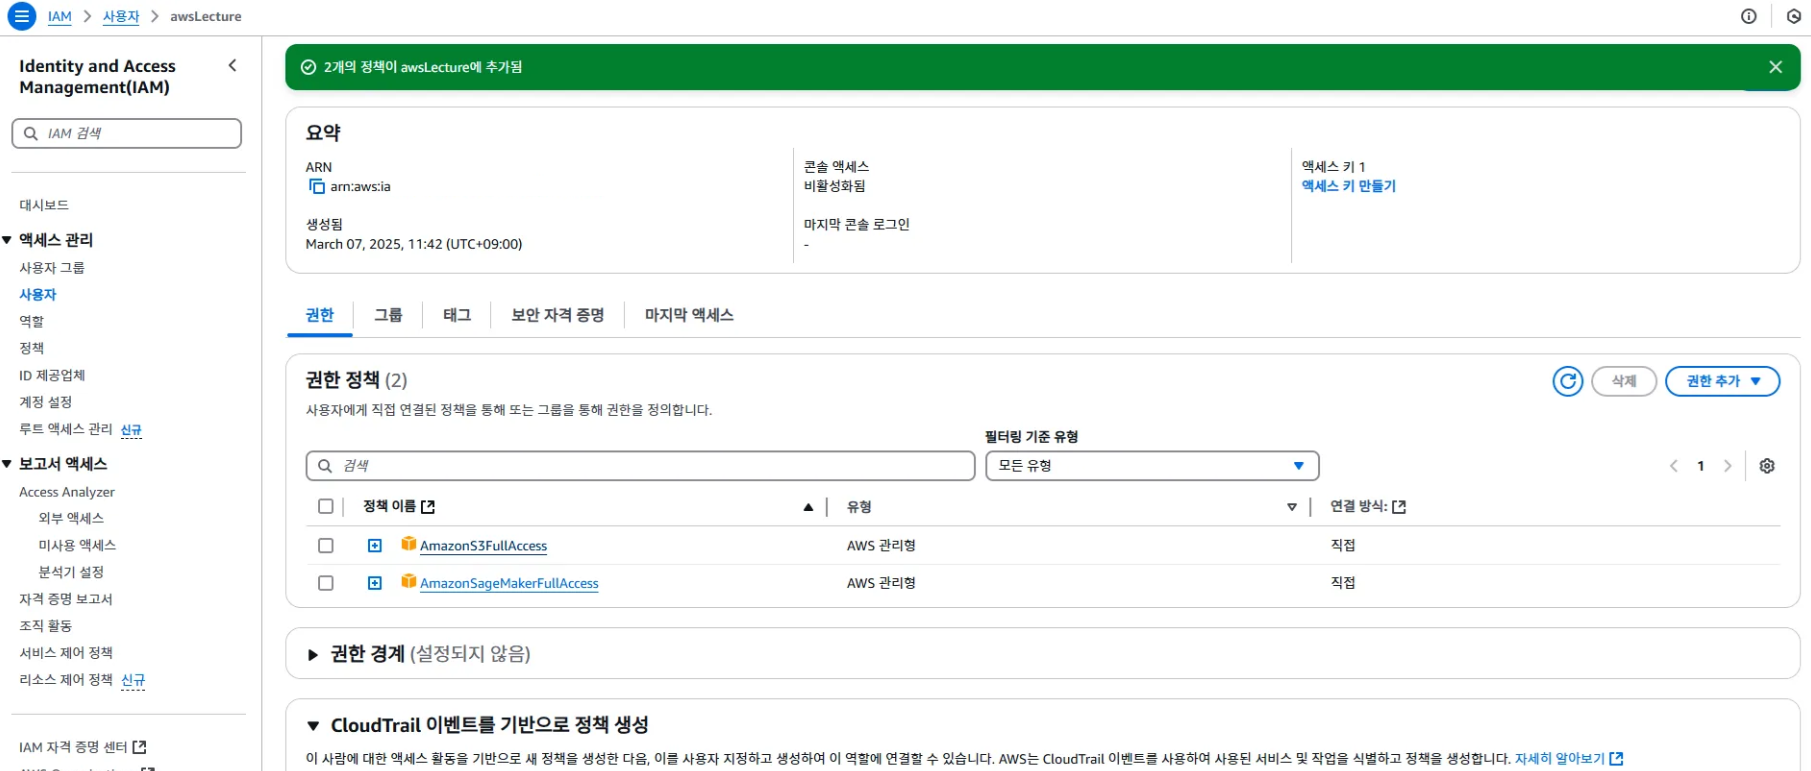 IAM > 사용자 > awsLecture
Identity and Access
Management(IAM)
IAM 검색
대시보드
액세스 관리
사용자 그룹
사용자
역할
정책
ID 제공업체
계정 설정
루트 액세스 관리 신규
보고서 액세스
Access Analyzer
외부 액세스
미사용 액세스
분석기 설정
자격 증명 보고서
조직 활동
서비스 제어 정책
리소스 제어 정책 신규
IAM 자격 증명 센터
2개의 정책이 awsLecture에 추가됨
요약
ARN
arn:aws:ia
생성됨
March 07, 2025, 11:42 (UTC+09:00)
콘솔 액세스
비활성화됨
마지막 콘솔 로그인
-
액세스 키 1
액세스 키 만들기
권한 그룹 태그 보안 자격 증명 마지막 액세스
권한 정책 (2)
삭제 권한 추가
사용자에게 직접 연결된 정책을 통해 또는 그룹을 통해 권한을 정의합니다.
필터링 기준 유형
검색 모든 유형 1
정책 이름 유형 연결 방식:
AmazonS3FullAccess AWS 관리형 직접
AmazonSageMakerFullAccess AWS 관리형 직접
권한 경계 (설정되지 않음)
CloudTrail 이벤트를 기반으로 정책 생성
이 사람에 대한 액세스 활동을 기반으로 새 정책을 생성한 다음, 이를 사용자 지정하고 생성하여 이 역할에 연결할 수 있습니다. AWS는 CloudTrail 이벤트를 사용하여 사용된 서비스 및 작업을 식별하고 정책을 생성합니다. 자세히 알아보기